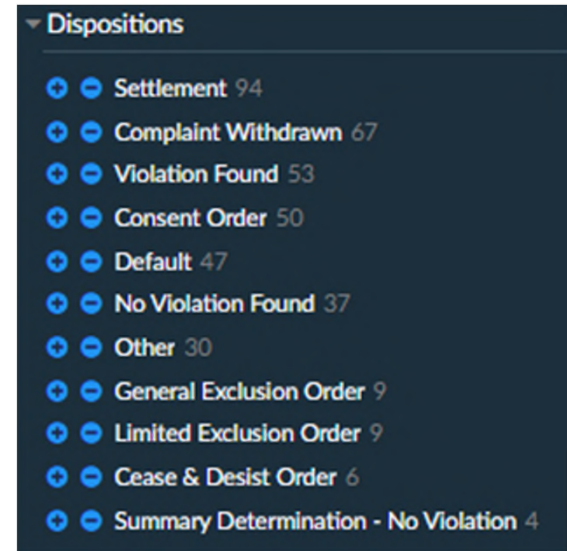 Dispositions
Settlement 94
Complaint Withdrawn 67
Violation Found 53
Consent Order 50
Default 47
No Violation Found 37
Other 30
General Exclusion Order 9
Limited Exclusion Order 9
Cease & Desist Order 6
Summary Determination - No Violation 4